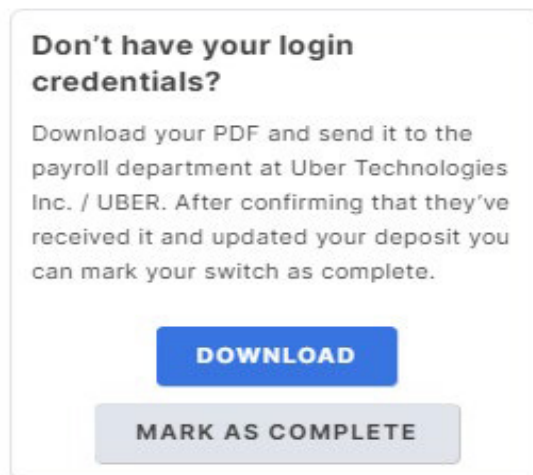 Don’t have your login
credentials?
Download your PDF and send it to the
payroll department at Uber Technologies
Inc. / UBER. After confirming that they’ve
received it and updated your deposit you
can mark your switch as complete.
DOWNLOAD
MARK AS COMPLETE